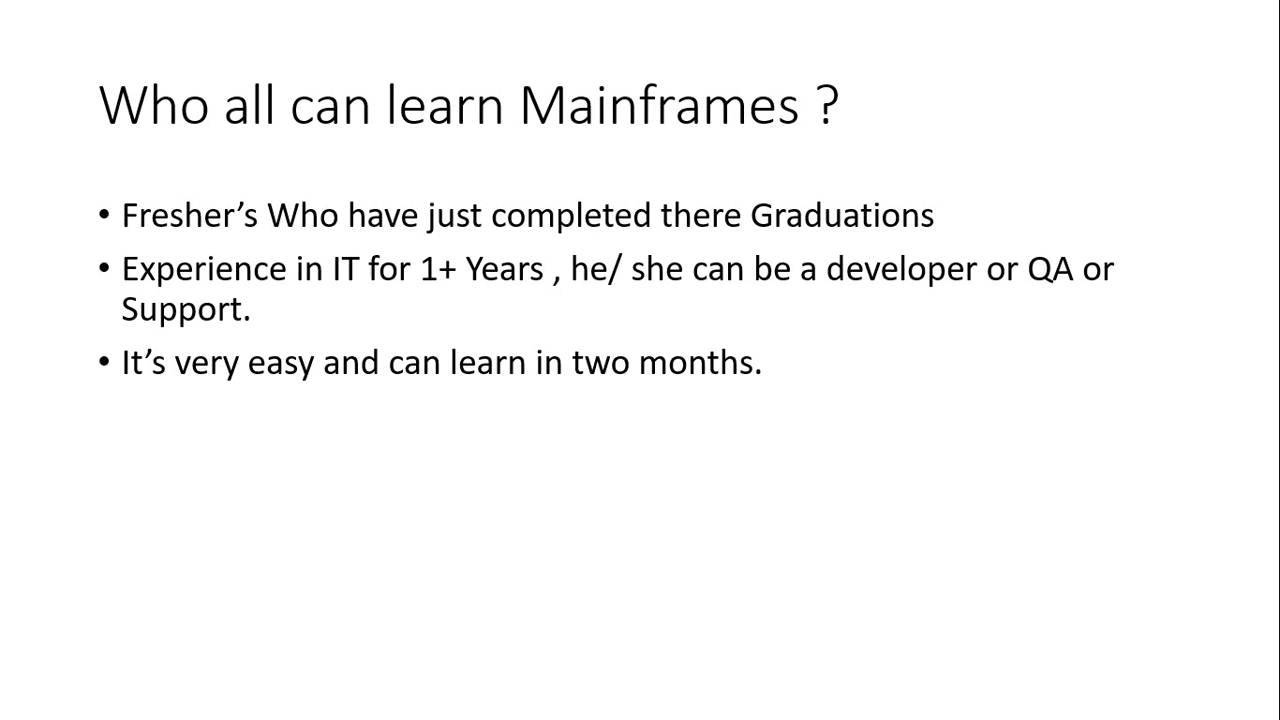 Who all can learn Mainframes ?
• Fresher’s Who have just completed there Graduations
• Experience in IT for 1+ Years , he/ she can be a developer or QA or
Support.
• It’s very easy and can learn in two months.